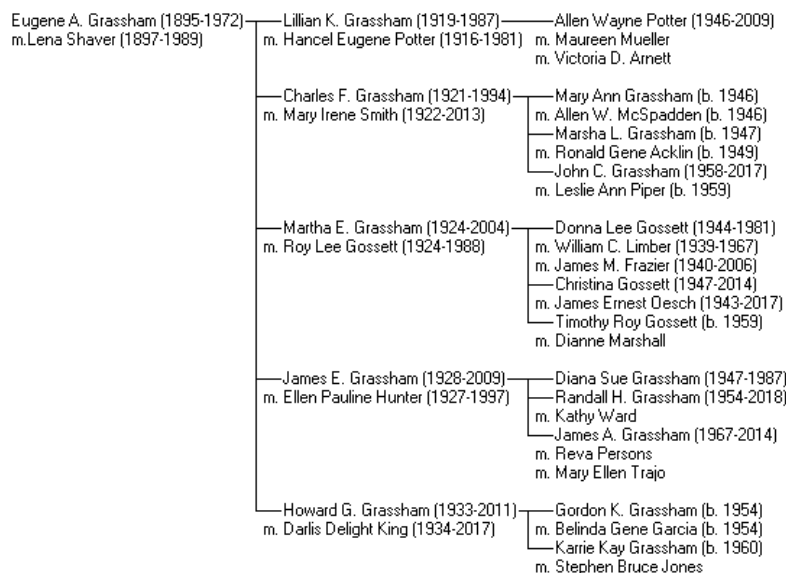 Eugene A. Grassham (1895-1972) Lillian K. Grassham (1919-1987) Allen Wayne Potter (1946-2009)
m.Lena Shaver (1897-1989) m. Hancel Eugene Potter (1916-1981) m. Maureen Mueller
m. Victoria D. Arnett
Charles F. Grassham (1921-1994) Mary Ann Grassham (b. 1946)
m. Mary Irene Smith (1922-2013) m. Allen W. McSpadden (b. 1946)
Marsha L. Grassham (b. 1947)
m. Ronald Gene Acklin (b. 1949)
John C. Grassham (1958-2017)
m. Leslie Ann Piper (b. 1959)
Martha E. Grassham (1924-2004) Donna Lee Gossett (1944-1981)
m. Roy Lee Gossett (1924-1988) m. William C. Limber (1939-1967)
m. James M. Frazier (1940-2006)
Christina Gossett (1947-2014)
m. James Ernest Oesch (1943-2017)
Timothy Roy Gossett (b. 1959)
m. Dianne Marshall
James E. Grassham (1928-2009) Diana Sue Grassham (1947-1987)
m. Ellen Pauline Hunter (1927-1997) Randall H. Grassham (1954-2018)
m. Kathy Ward
James A. Grassham (1967-2014)
m. Reva Persons
m. Mary Ellen Trajo
Howard G. Grassham (1933-2011) Gordon K. Grassham (b. 1954)
m. Darlis Delight King (1934-2017) m. Belinda Gene Garcia (b. 1954)
Karrie Kay Grassham (b. 1960)
m. Stephen Bruce Jones